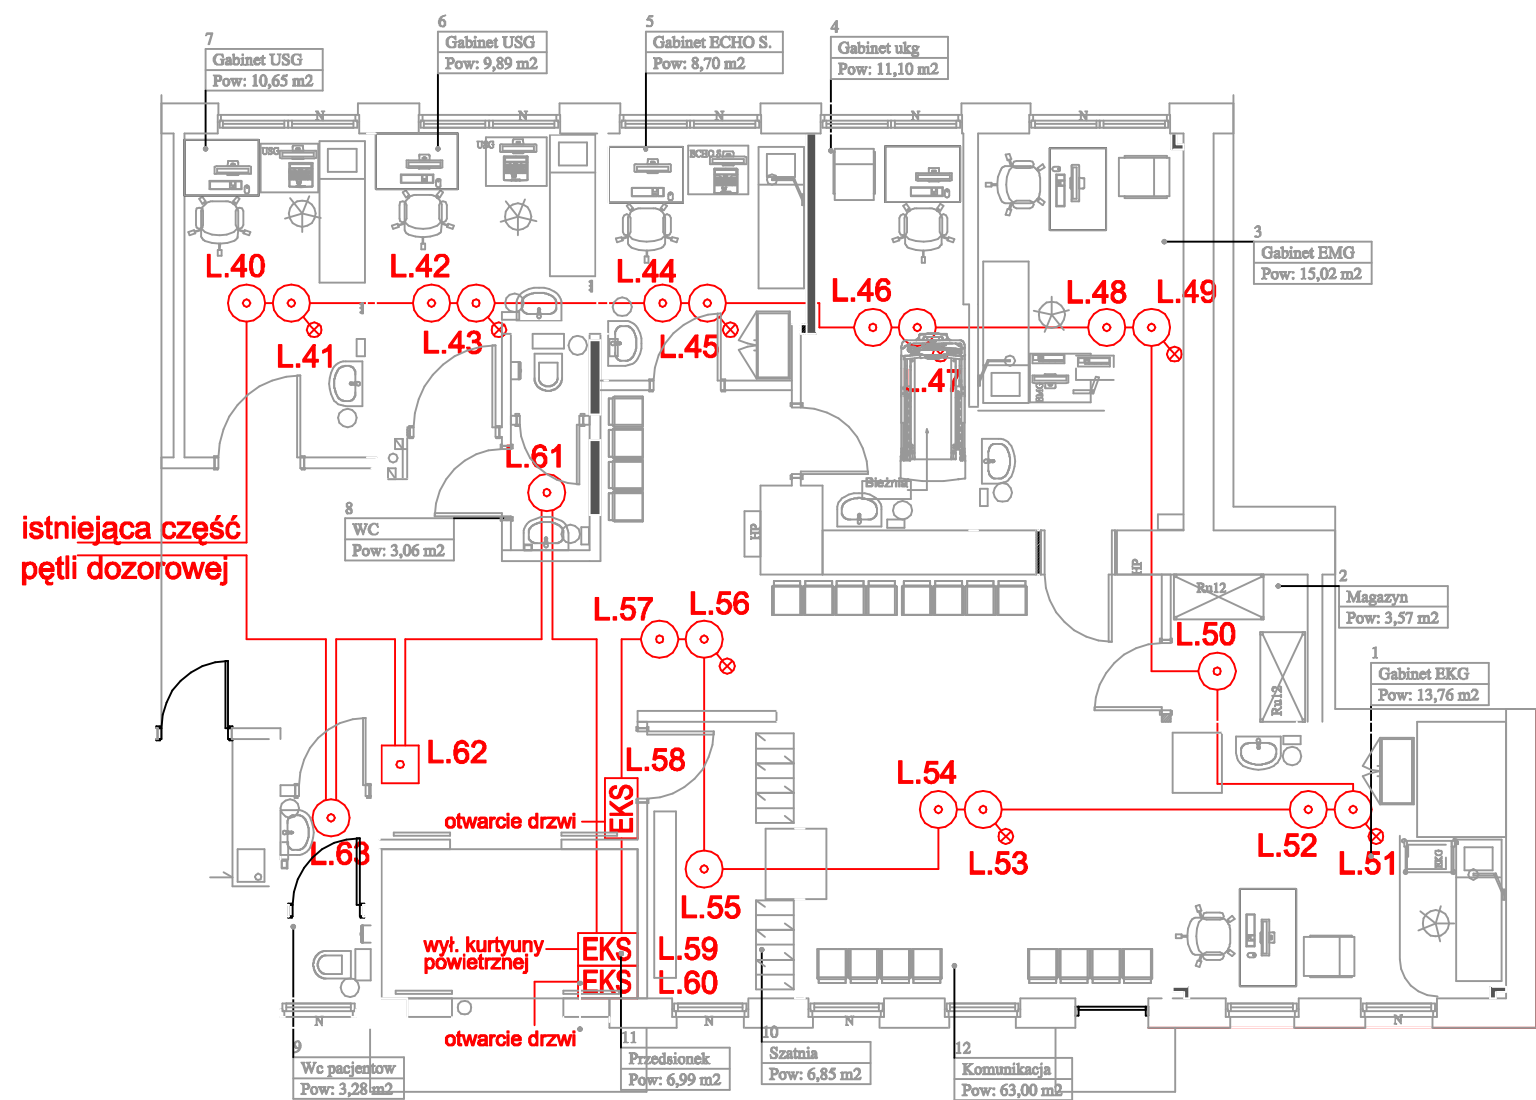 7
Gabinet USG
Pow: 10,65 m2
6
Gabinet USG
Pow: 9,89 m2
5
Gabinet ECHO S.
Pow: 8,70 m2
4
Gabinet ukg
Pow: 11,10 m2
N
N
N
N
N
USG
USG
ECHO S.
3
Gabinet EMG
Pow: 15,02 m2
L.40
L.42
L.44
L.46
L.48
L.49
L.41
L.43
L.45
L.47
EMG
L.61
Bieżnia
istniejąca część
pętli dozorowej
8
WC
Pow: 3,06 m2
HP
HP
2
Magazyn
Pow: 3,57 m2
Ru12
Ru12
L.57
L.56
L.50
1
Gabinet EKG
Pow: 13,76 m2
L.62
L.58
EKS
otwarcie drzwi
L.54
L.63
L.53
L.52
L.51
EKG
L.55
wył. kurtyuny
powietrznej
EKS
L.59
EKS
L.60
otwarcie drzwi
N
N
N
N
9
Wc pacjentow
Pow: 3,28 m2
11
Przedsionek
Pow: 6,99 m2
10
Szatnia
Pow: 6,85 m2
12
Komunikacja
Pow: 63,00 m2